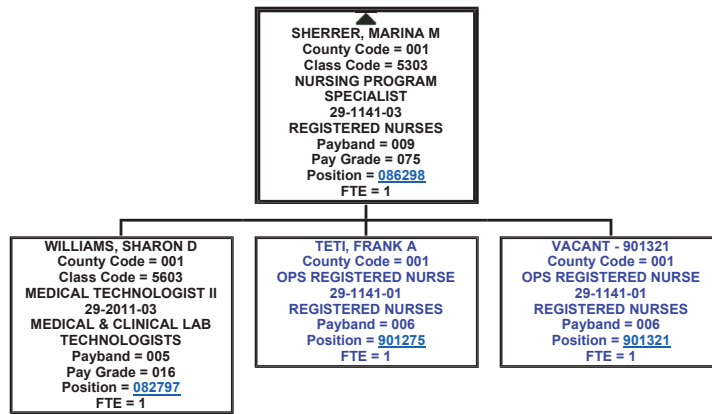 SHERRER, MARINA M
County Code = 001
Class Code = 5303
NURSING PROGRAM
SPECIALIST
29-1141-03
REGISTERED NURSES
Payband = 009
Pay Grade = 075
Position = 086298
FTE = 1
WILLIAMS, SHARON D
County Code = 001
Class Code = 5603
MEDICAL TECHNOLOGIST II
29-2011-03
MEDICAL & CLINICAL LAB
TECHNOLOGISTS
Payband = 005
Pay Grade = 016
Position = 082797
FTE = 1
TETI, FRANK A
County Code = 001
OPS REGISTERED NURSE
29-1141-01
REGISTERED NURSES
Payband = 006
Position = 901275
FTE = 1
VACANT - 901321
County Code = 001
OPS REGISTERED NURSE
29-1141-01
REGISTERED NURSES
Payband = 006
Position = 901321
FTE = 1